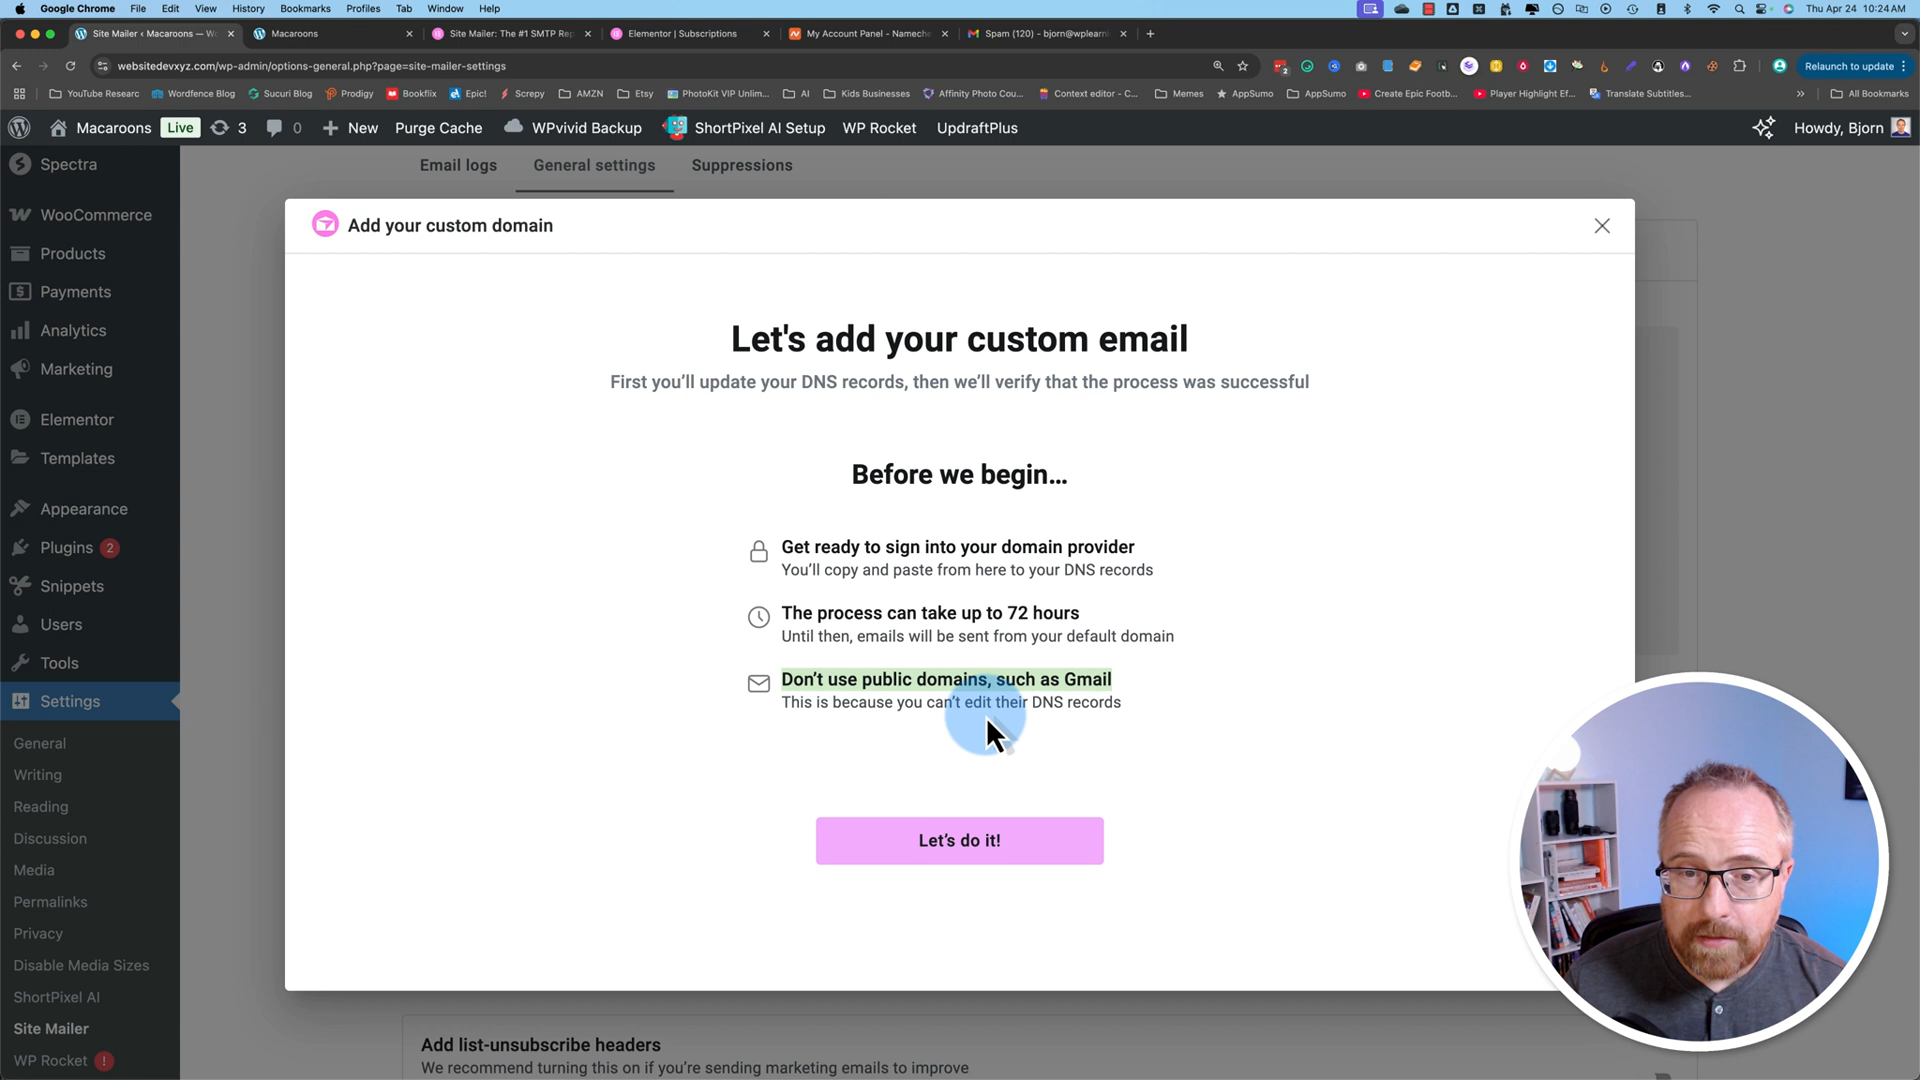 Google Chrome File Edit View History Bookmarks Profiles Tab Window Help Thu Apr 24 10:24 AM
Site Mailer ‹ Macaroons — Wo Macaroons Site Mailer: The #1 SMTP Rep Elementor | Subscriptions My Account Panel - Nameche Spam (120) - bjorn@wplearni
websitedevxyz.com/wp-admin/options-general.php?page=site-mailer-settings Relaunch to update
YouTube Researc Wordfence Blog Sucuri Blog Prodigy Bookflix Epic! Screpy AMZN Etsy PhotoKit VIP Unlim... AI Kids Businesses Affinity Photo Cou... Context editor - C... Memes AppSumo AppSumo Create Epic Footb... Player Highlight Ef... Translate Subtitles... All Bookmarks
Macaroons Live 3 0 New Purge Cache WPvivid Backup ShortPixel AI Setup WP Rocket UpdraftPlus Howdy, Bjorn
Spectra
WooCommerce
Products
Payments
Analytics
Marketing
Elementor
Templates
Appearance
Plugins 2
Snippets
Users
Tools
Settings
General
Writing
Reading
Discussion
Media
Permalinks
Privacy
Disable Media Sizes
ShortPixel AI
Site Mailer
WP Rocket !
Email logs General settings Suppressions
Add your custom domain
Let's add your custom email
First you’ll update your DNS records, then we’ll verify that the process was successful
Before we begin…
Get ready to sign into your domain provider
You’ll copy and paste from here to your DNS records
The process can take up to 72 hours
Until then, emails will be sent from your default domain
Don’t use public domains, such as Gmail
This is because you can’t edit their DNS records
Let’s do it!
Add list-unsubscribe headers
We recommend turning this on if you’re sending marketing emails to improve